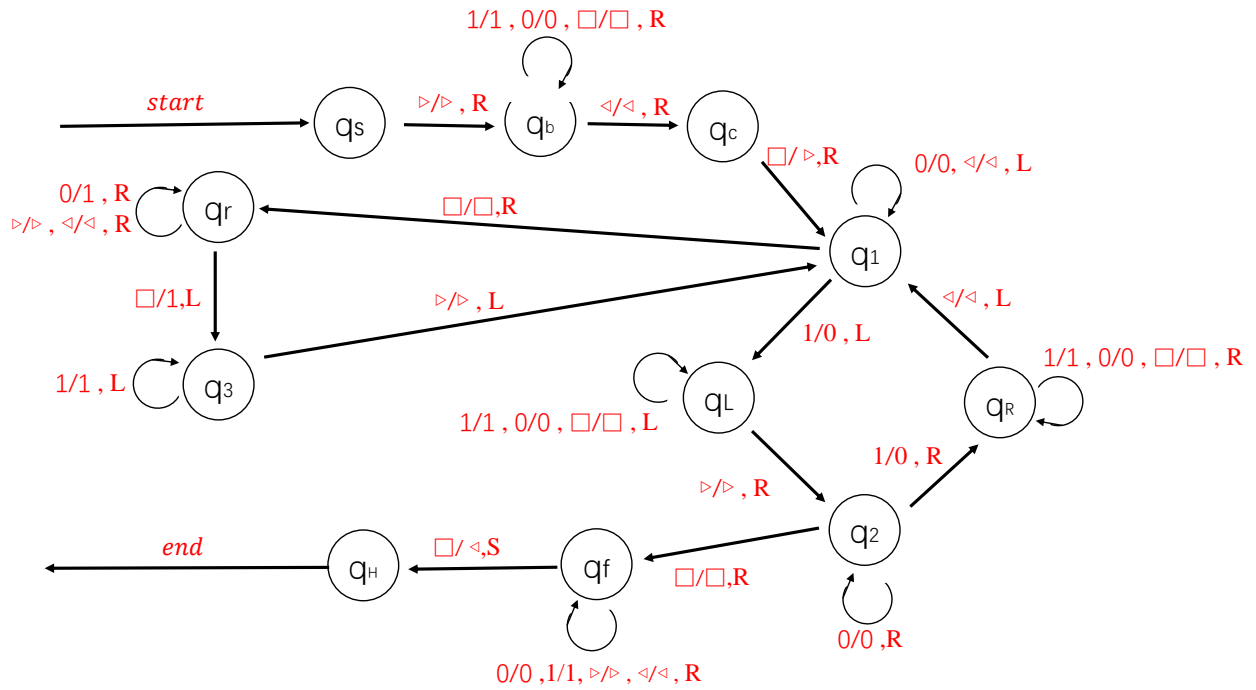 1/1 , 0/0 , □/□ , R
start
▹/▹ , R
◃/◃ , R
qs
qb
qc
□/ ▹,R
0/0, ◃/◃ , L
0/1 , R
▹/▹ , ◃/◃ , R
qr
□/□,R
q1
□/1,L
▹/▹ , L
◃/◃ , L
1/0 , L
1/1 , L
q3
1/1 , 0/0 , □/□ , R
qL
qR
1/1 , 0/0 , □/□ , L
1/0 , R
▹/▹ , R
q2
end
□/ ◃,S
qH
qf
□/□,R
0/0 ,R
0/0 ,1/1, ▹/▹ , ◃/◃ , R